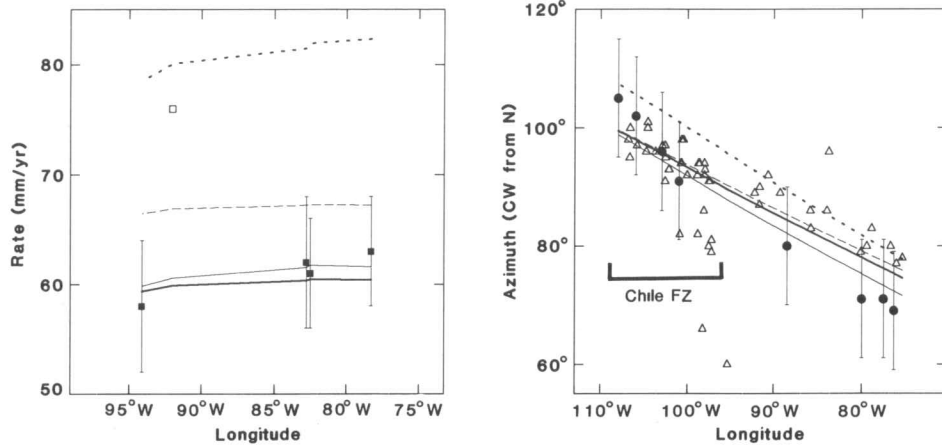 85
80
70
60
50
Rate (mm/yr)
95°W 90°W 85°W 80°W 75°W
Longitude
120°
100°
80°
60°
Azimuth (CW from N)
Chile FZ
110°W 100°W 90°W 80°W
Longitude